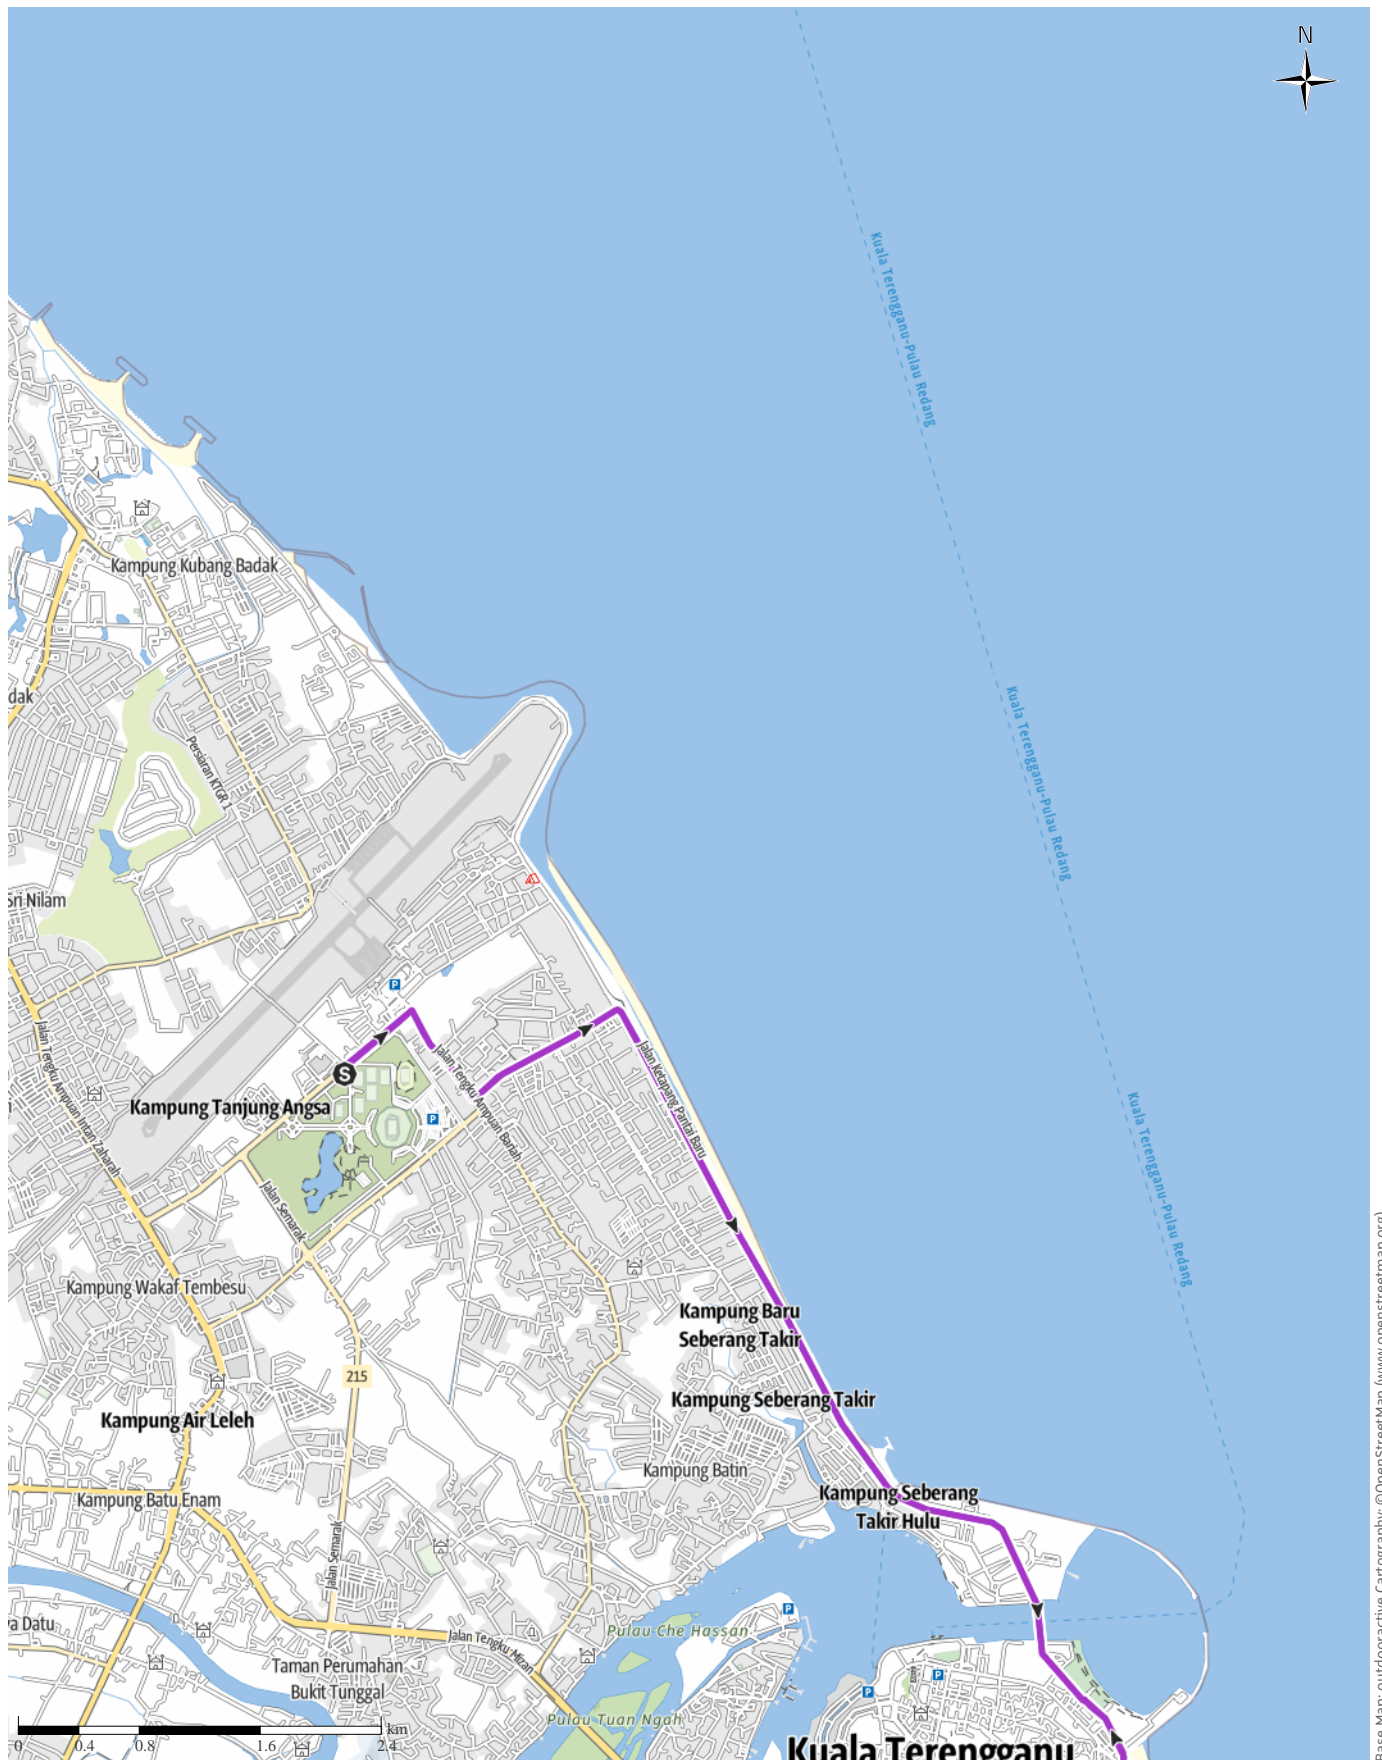 N
Kuala Terengganu-Pulau Redang
Kampung Kubang Badak
dak
Kuala Terengganu-Pulau Redang
Persiaran KTGR 1
Sri Nilam
P
Jalan Tengku Ampuan Intan Zaharah
Jalan Tengku Ampuan Bariah
Jalan Ketapang Pantai Baru
S
Kampung Tanjung Angsa
P
Kuala Terengganu-Pulau Redang
Jalan Semarak
Kampung Wakaf Tembesu
Kampung Baru
Seberang Takir
215
Kampung Seberang Takir
Kampung Air Leleh
Kampung Batin
Kampung Seberang
Takir Hulu
Kampung Batu Enam
Jalan Semarak
P
Pulau Che Hassan
Jalan Tengku Mizan
Taman Perumahan
Bukit Tunggal
P
P
Pulau Tuan Ngah
km
0 0.4 0.8 1.6 2.4
Kuala Terengganu
Base Map: outdooractive Cartography; ©OpenStreetMap (www.openstreetmap.org)